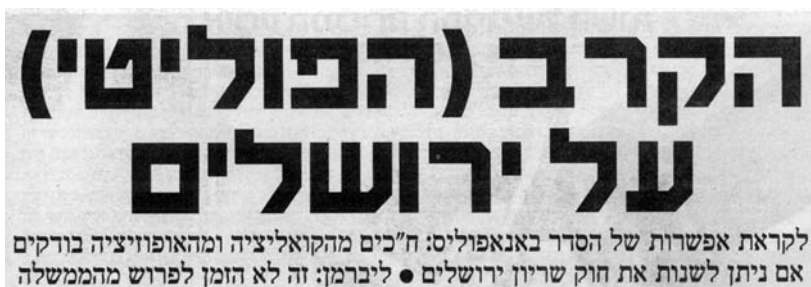 הקרב (הפוליטי)
על ירושלים
לקראת אפשרות של הסדר באנאפוליס: ח"כים מהקואליציה ומהאופוזיציה בודקים
אם ניתן לשנות את חוק שריון ירושלים ● ליברמן: זה לא הזמן לפרוש מהממשלה